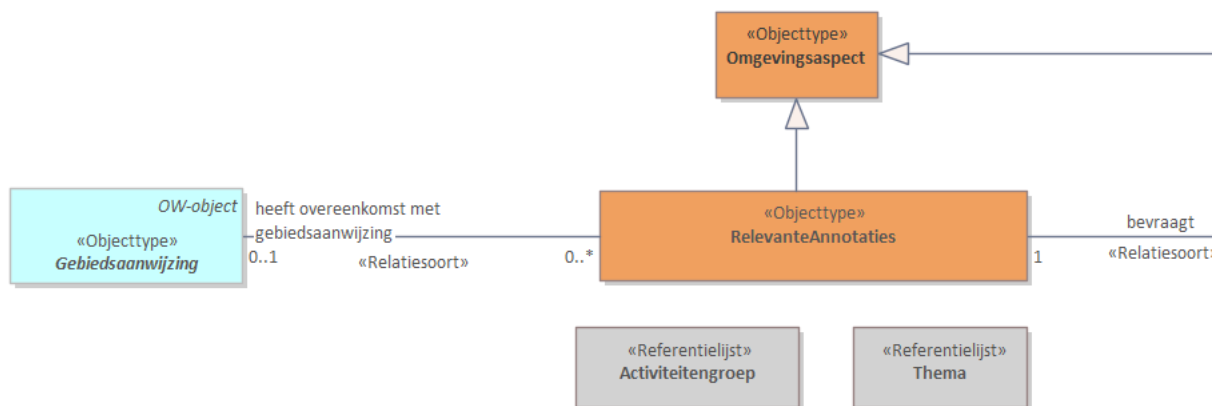 «Objecttype»
Omgevingsaspect
OW-object
«Objecttype»
Gebiedsaanwijzing
heeft overeenkomst met
gebiedsaanwijzing
0..1
«Relatiesoort»
0..*
«Objecttype»
RelevanteAnnotaties
1
bevraagt
«Relatiesoort»
«Referentielijst»
Activiteitengroep
«Referentielijst»
Thema